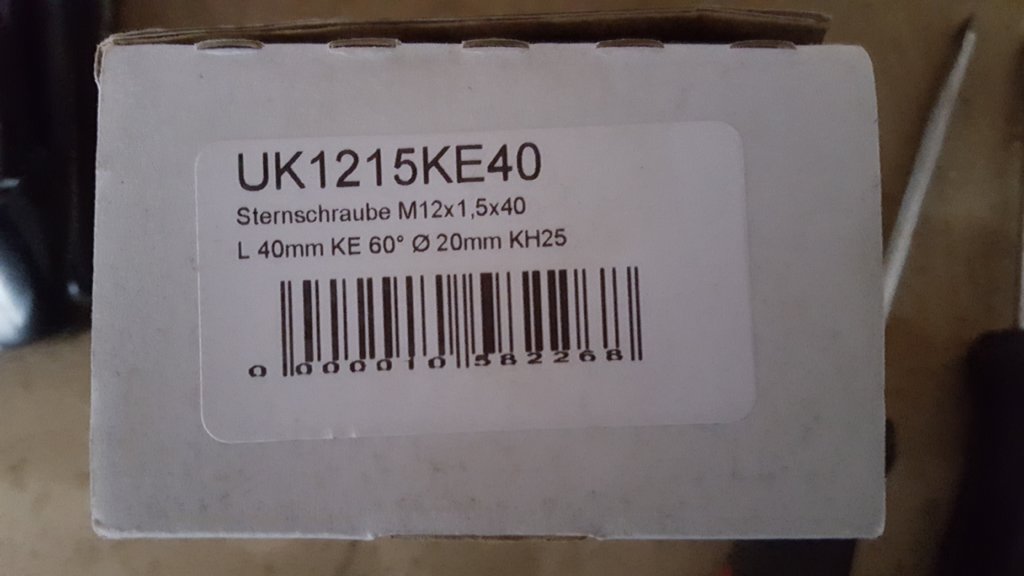 UK1215KE40
Sternschraube M12x1,5x40
L 40mm KE 60° Ø 20mm KH25
0 000010 582268